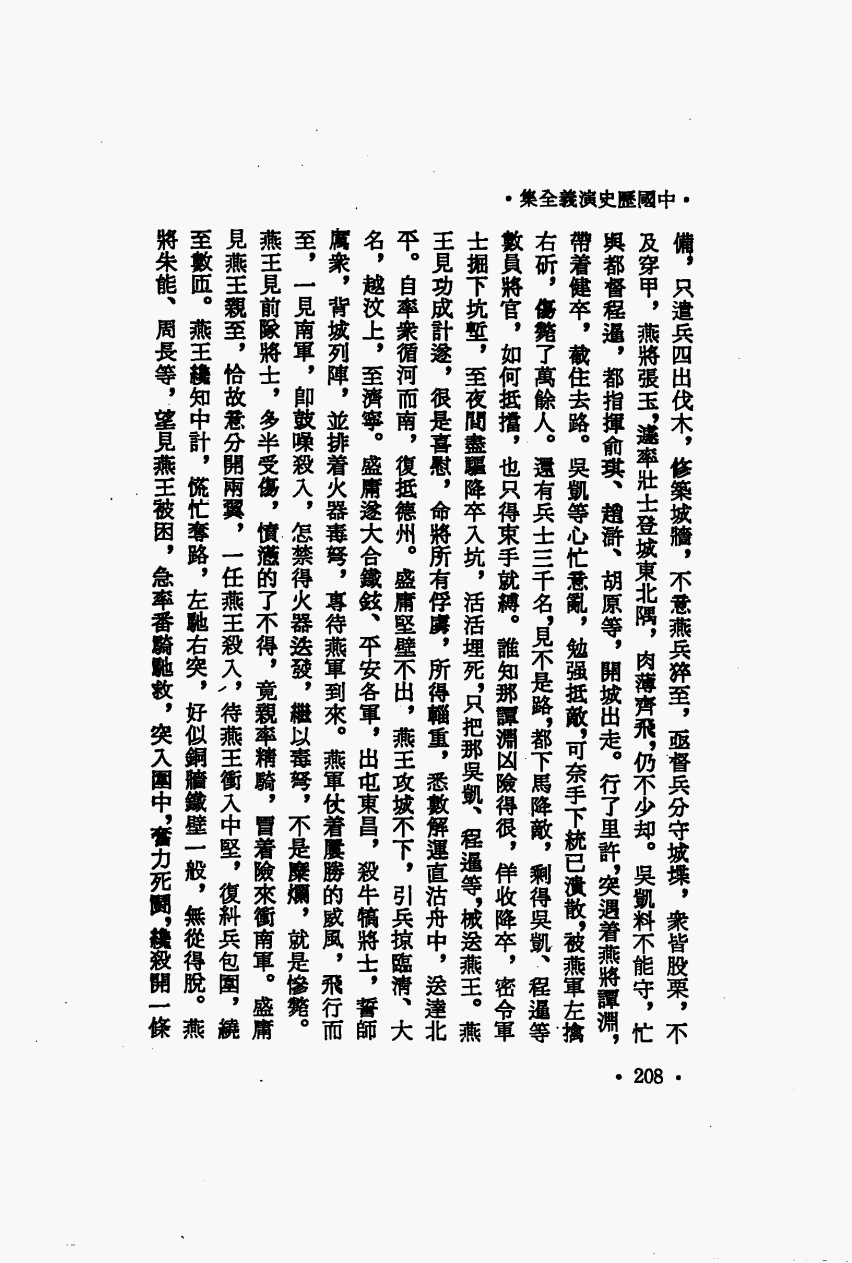 ·中國歷史演義全集·
備，只遣兵四出伐木，修築城牆，不意燕兵猝至，亟督兵分守城堞，衆皆股栗，不
及穿甲，燕將張玉，遽率壯士登城東北隅，肉薄齊飛，仍不少却。吳凱料不能守，忙
與都督程暹，都指揮俞琪、趙滸、胡原等，開城出走。行了里許，突遇着燕將譚淵，
帶着健卒，截住去路。吳凱等心忙意亂，勉强抵敵，可奈手下統已潰散，被燕軍左擒
右斫，傷斃了萬餘人。還有兵士三千名，見不是路，都下馬降敵，剩得吳凱、程暹等
數員將官，如何抵擋，也只得束手就縛。誰知那譚淵凶險得很，佯收降卒，密令軍
士掘下坑塹，至夜間盡驅降卒入坑，活活埋死，只把那吳凱、程暹等，械送燕王。燕
王見功成計遂，很是喜慰，命將所有俘虜，所得輜重，悉數解運直沽舟中，送達北
平。自率衆循河而南，復抵德州。盛庸堅壁不出，燕王攻城不下，引兵掠臨清、大
名，越汶上，至濟寧。盛庸遂大合鐵鉉、平安各軍，出屯東昌，殺牛犒將士，誓師
厲衆，背城列陣，並排着火器毒弩，專待燕軍到來。燕軍仗着屢勝的威風，飛行而
至，一見南軍，卽鼓噪殺入，怎禁得火器迭發，繼以毒弩，不是糜爛，就是慘斃。
燕王見前隊將士，多半受傷，憤懣的了不得，竟親率精騎，冒着險來衝南軍。盛庸
見燕王親至，恰故意分開兩翼，一任燕王殺入，待燕王衝入中堅，復糾兵包圍，繞
至數匝。燕王纔知中計，慌忙奪路，左馳右突，好似銅牆鐵壁一般，無從得脫。燕
將朱能、周長等，望見燕王被困，急率番騎馳救，突入圍中，奮力死鬬，纔殺開一條
·208·